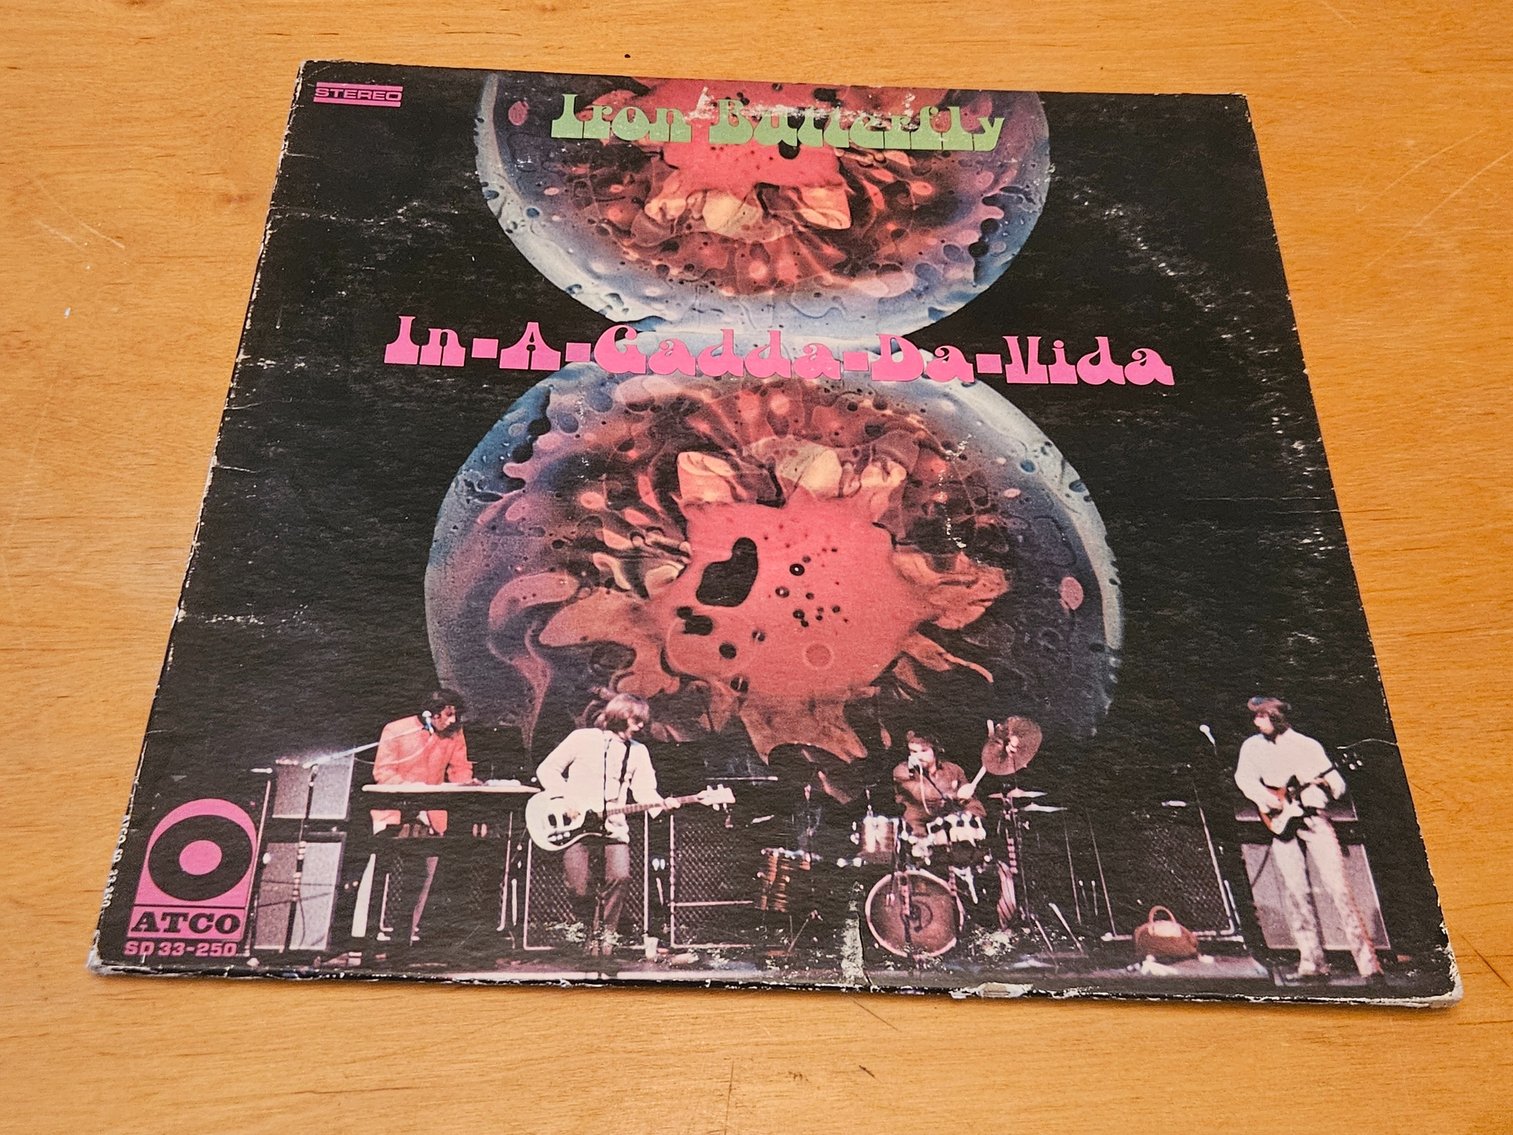 STEREO
Iron Butterfly
In-A-Gadda-Da-Vida
ATCO
SD 33-250